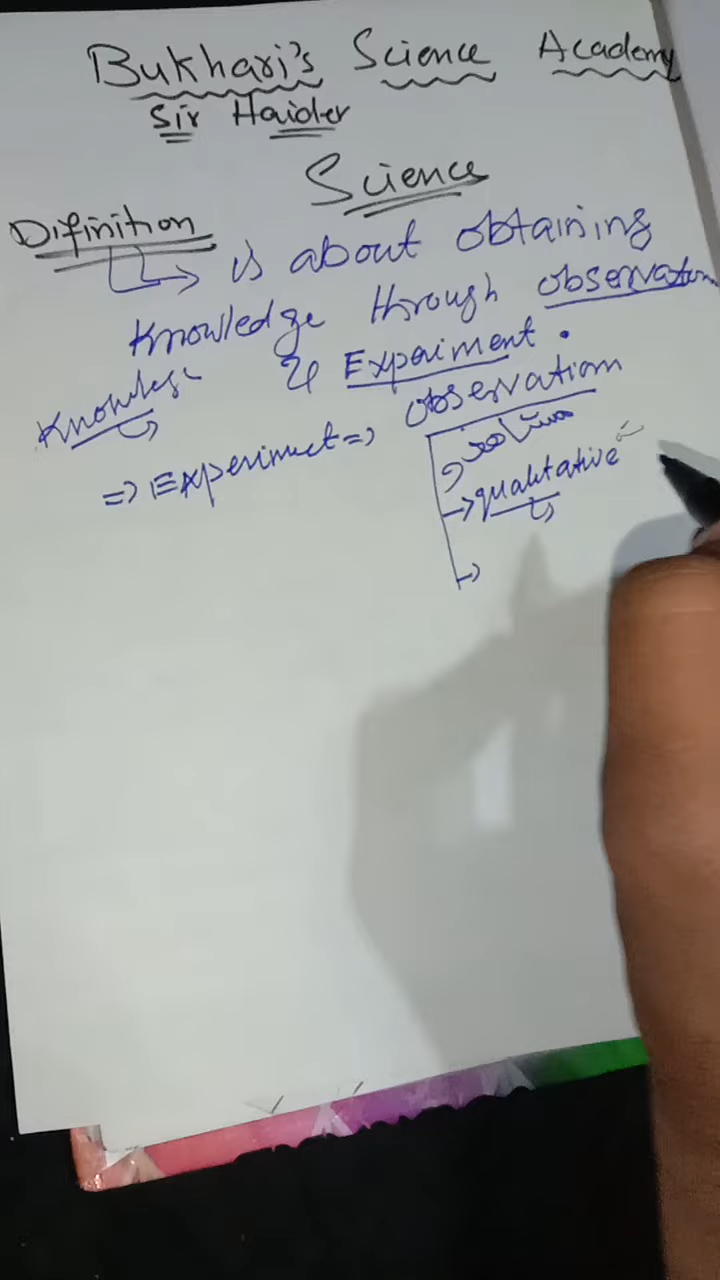 Bukhari's Science Academy
Sir Haider
Science
Difinition
is about obtaining
Knowledge through observation
& Experiment.
Knowledge
observation
=> Experiment =>
مشاہدہ
→ qualitative
→